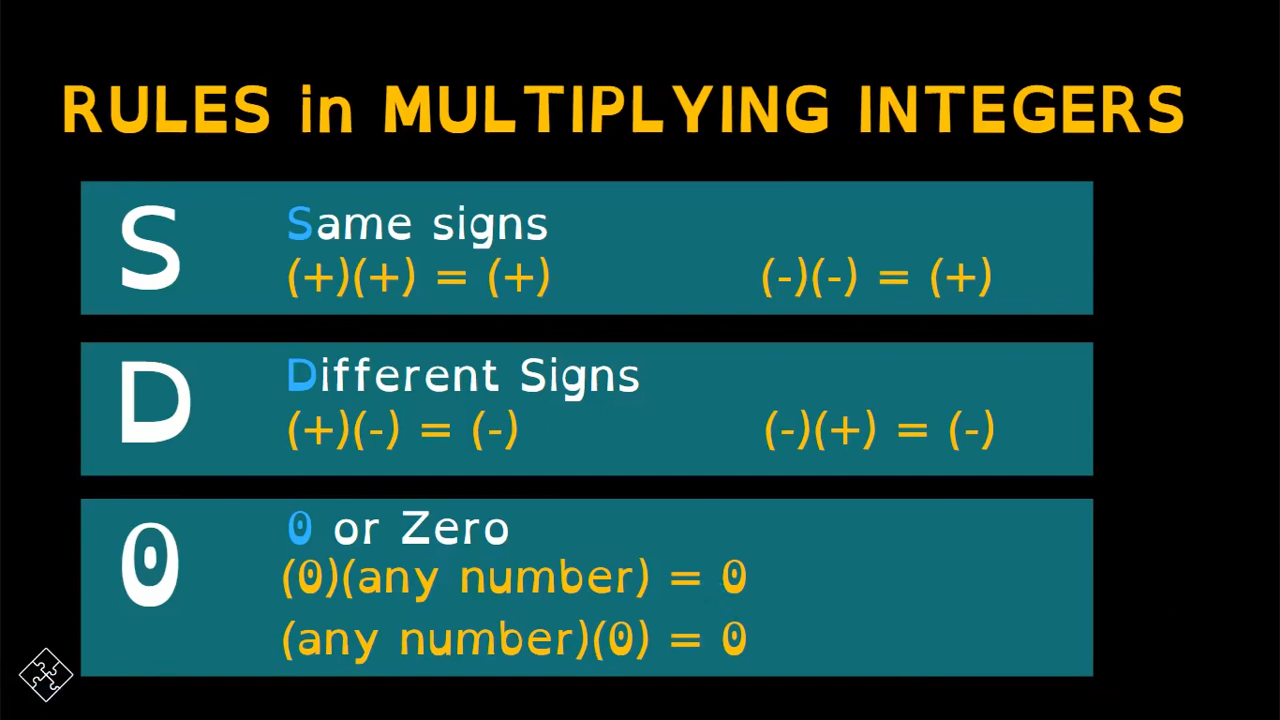 RULES in MULTIPLYING INTEGERS
S
Same signs
(+)(+) = (+) (-)(-) = (+)
D
Different Signs
(+)(-) = (-) (-)(+) = (-)
0
0 or Zero
(0)(any number) = 0
(any number)(0) = 0